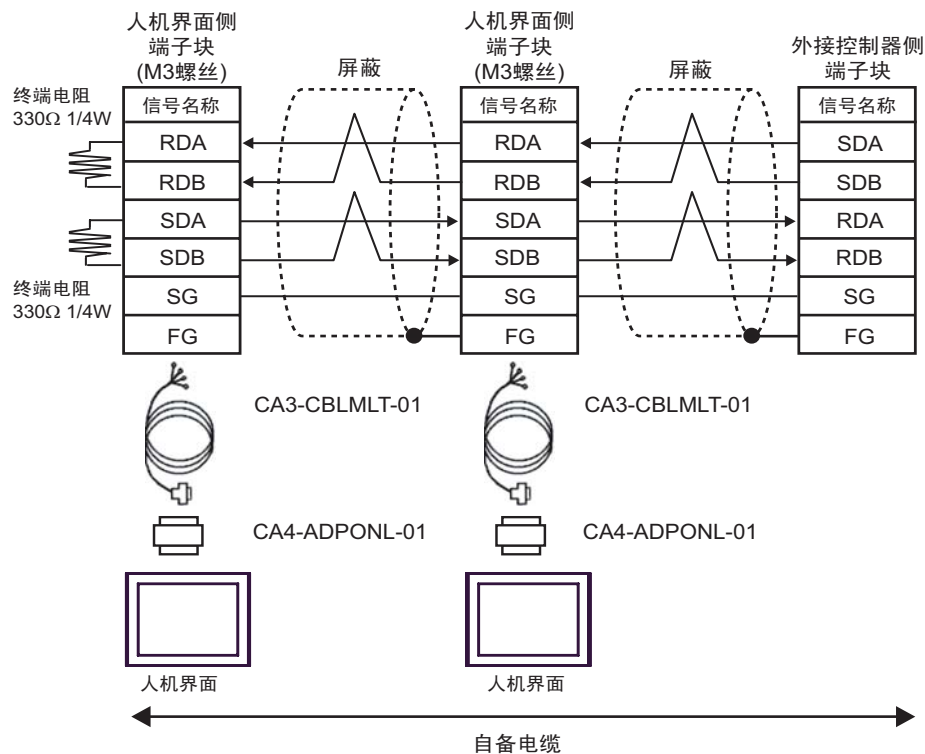 人机界面侧
端子块
(M3螺丝)
屏蔽
人机界面侧
端子块
(M3螺丝)
屏蔽
外接控制器侧
端子块
终端电阻
330Ω 1/4W
信号名称
RDA
RDB
SDA
SDB
SG
FG
终端电阻
330Ω 1/4W
信号名称
RDA
RDB
SDA
SDB
SG
FG
信号名称
SDA
SDB
RDA
RDB
SG
FG
CA3-CBLMLT-01
CA3-CBLMLT-01
CA4-ADPONL-01
CA4-ADPONL-01
人机界面
人机界面
自备电缆